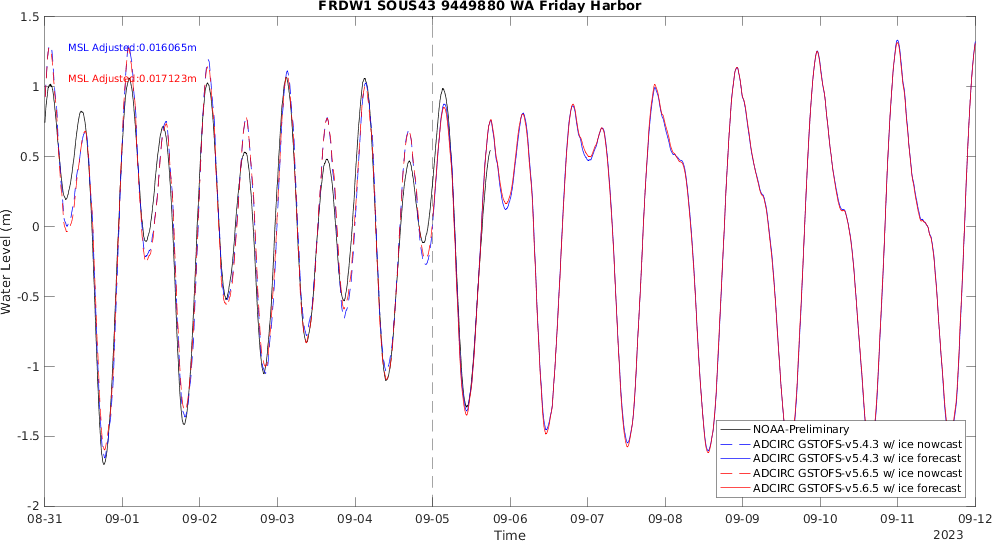 FRDW1 SOUS43 9449880 WA Friday Harbor
1.5
MSL Adjusted:0.016065m
MSL Adjusted:0.017123m
1
0.5
0
-0.5
-1
-1.5
-2
Water Level (m)
NOAA-Preliminary
ADCIRC GSTOFS-v5.4.3 w/ ice nowcast
ADCIRC GSTOFS-v5.4.3 w/ ice forecast
ADCIRC GSTOFS-v5.6.5 w/ ice nowcast
ADCIRC GSTOFS-v5.6.5 w/ ice forecast
08-31 09-01 09-02 09-03 09-04 09-05 09-06 09-07 09-08 09-09 09-10 09-11 09-12
Time
2023